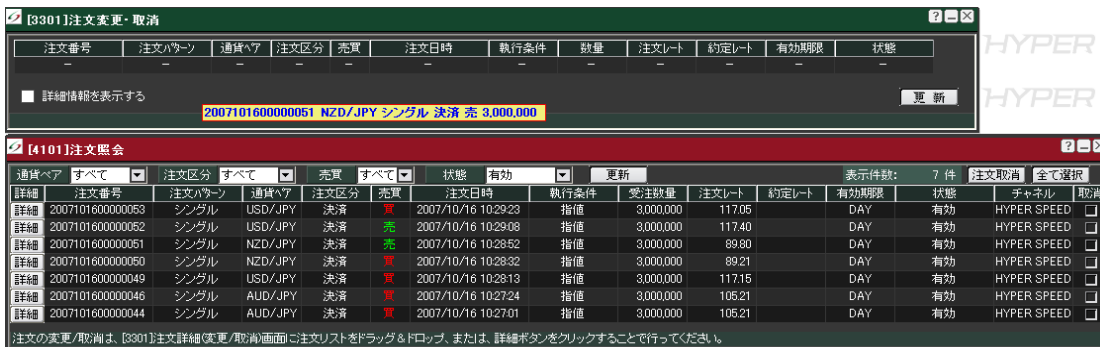 [3301]注文変更・取消
注文番号 注文パターン 通貨ペア 注文区分 売買 注文日時 執行条件 数量 注文レート 約定レート 有効期限 状態
－ － － － － － － － － － － －
詳細情報を表示する
更 新
2007101600000051 NZD/JPY シングル 決済 売 3,000,000
HYPER
HYPER
[4101]注文照会
通貨ペア すべて 注文区分 すべて 売買 すべて 状態 有効 更新 表示件数: 7 件 注文取消 全て選択
詳細 注文番号 注文パターン 通貨ペア 注文区分 売買 注文日時 執行条件 受注数量 注文レート 約定レート 有効期限 状態 チャネル 取消
詳細 2007101600000053 シングル USD/JPY 決済 買 2007/10/16 10:29:23 指値 3,000,000 117.05 DAY 有効 HYPER SPEED
詳細 2007101600000052 シングル USD/JPY 決済 売 2007/10/16 10:29:08 指値 3,000,000 117.40 DAY 有効 HYPER SPEED
詳細 2007101600000051 シングル NZD/JPY 決済 売 2007/10/16 10:28:52 指値 3,000,000 89.80 DAY 有効 HYPER SPEED
詳細 2007101600000050 シングル NZD/JPY 決済 買 2007/10/16 10:28:32 指値 3,000,000 89.21 DAY 有効 HYPER SPEED
詳細 2007101600000049 シングル USD/JPY 決済 買 2007/10/16 10:28:13 指値 3,000,000 117.15 DAY 有効 HYPER SPEED
詳細 2007101600000046 シングル AUD/JPY 決済 買 2007/10/16 10:27:24 指値 3,000,000 105.21 DAY 有効 HYPER SPEED
詳細 2007101600000044 シングル AUD/JPY 決済 買 2007/10/16 10:27:01 指値 3,000,000 105.21 DAY 有効 HYPER SPEED
注文の変更/取消は、[3301]注文詳細(変更/取消)画面に注文リストをドラッグ＆ドロップ、または、詳細ボタンをクリックすることで行ってください。